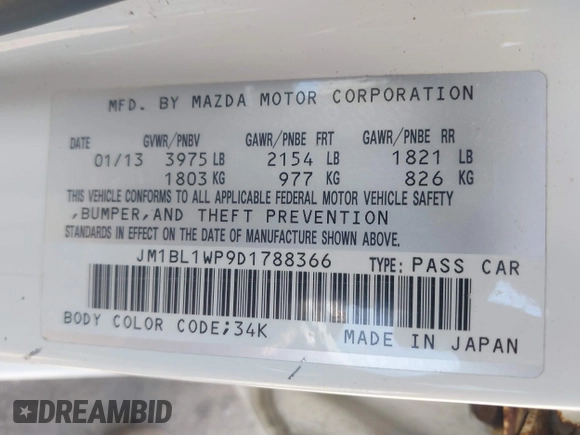 MFD. BY MAZDA MOTOR CORPORATION
DATE GVWR/PNBV GAWR/PNBE FRT GAWR/PNBE RR
01/13 3975 LB 2154 LB 1821 LB
1803 KG 977 KG 826 KG
THIS VEHICLE CONFORMS TO ALL APPLICABLE FEDERAL MOTOR VEHICLE SAFETY
,BUMPER,AND THEFT PREVENTION
STANDARDS IN EFFECT ON THE DATE OF MANUFACTURE SHOWN ABOVE.
JM1BL1WP9D1788366 TYPE: PASS CAR
BODY COLOR CODE;34K MADE IN JAPAN
DREAMBID